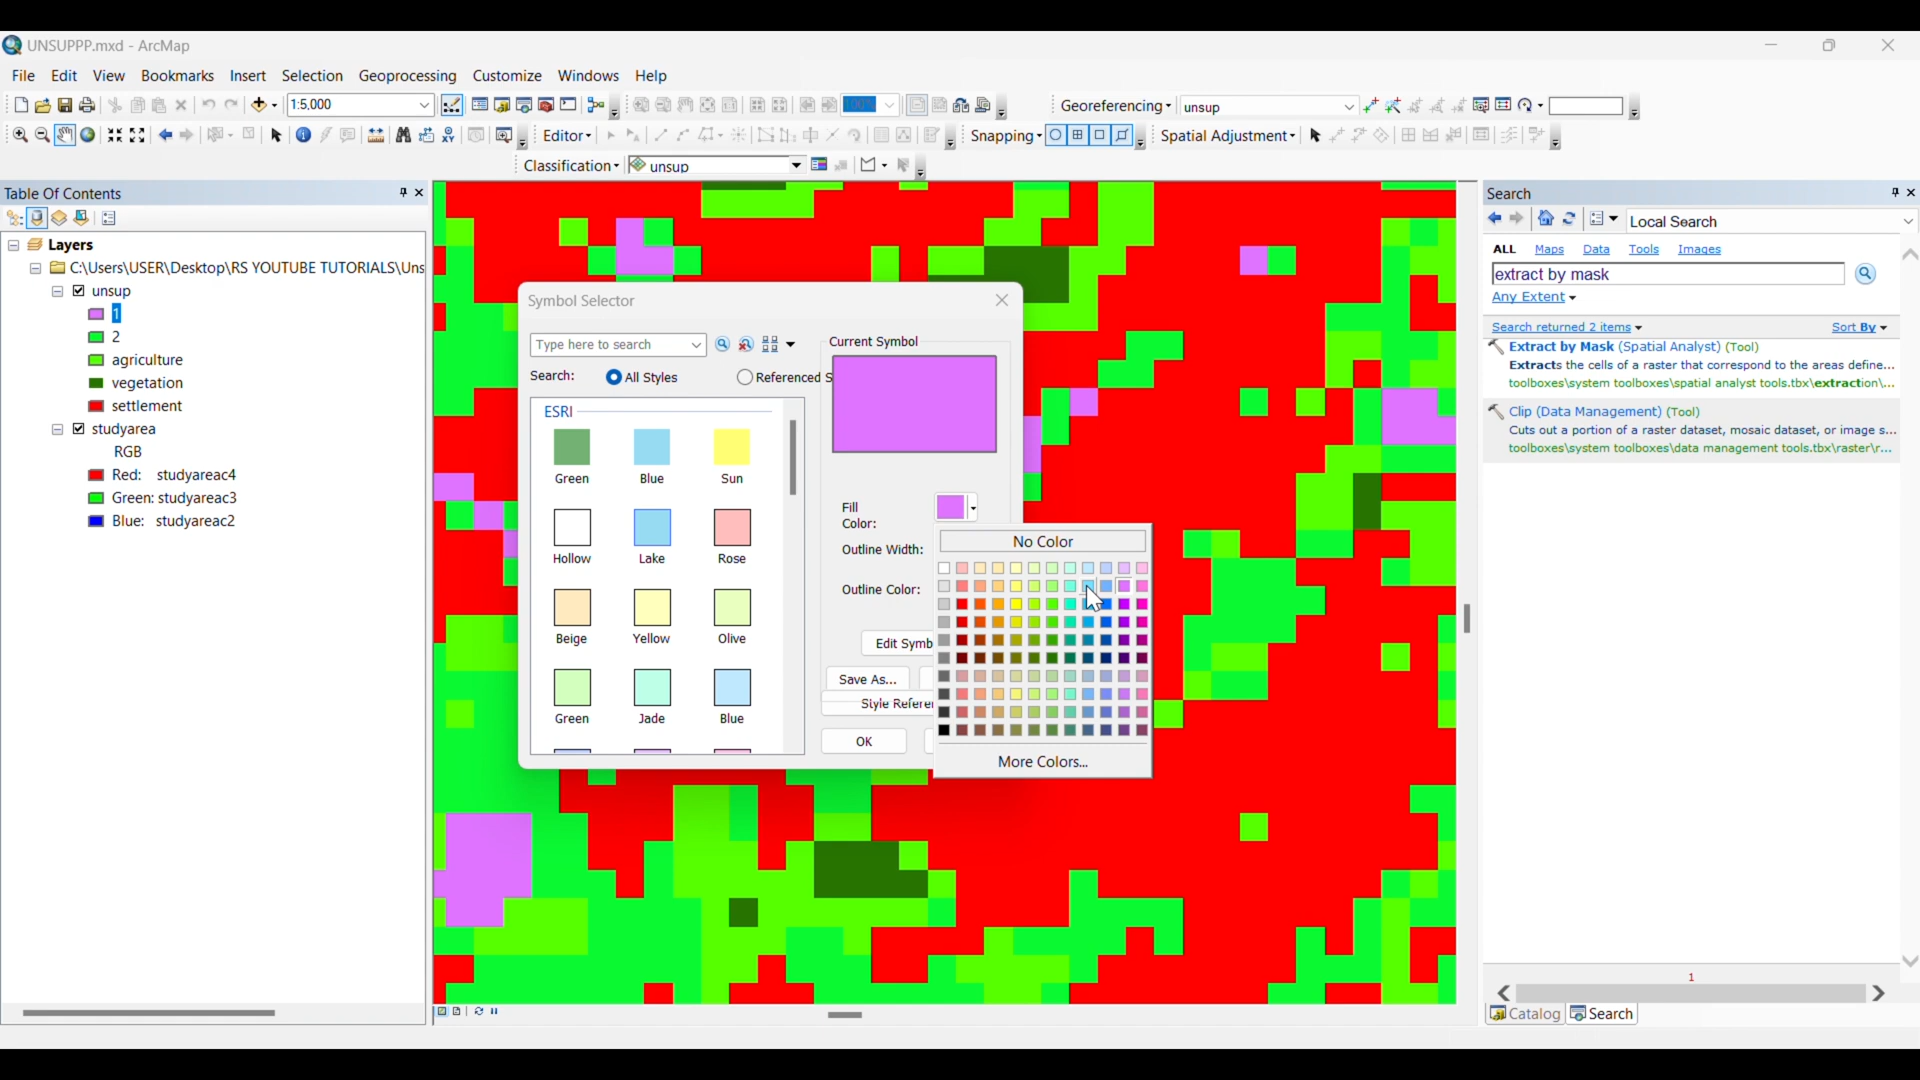 UNSUPPP.mxd - ArcMap
File Edit View Bookmarks Insert Selection Geoprocessing Customize Windows Help
1:5,000 100% Georeferencing unsup
Editor Snapping Spatial Adjustment
Classification unsup
Table Of Contents
Layers
C:\Users\USER\Desktop\RS YOUTUBE TUTORIALS\Uns
unsup
1
2
agriculture
vegetation
settlement
studyarea
RGB
Red: studyareac4
Green: studyareac3
Blue: studyareac2
Symbol Selector
Type here to search
Search: All Styles Referenced S
ESRI
Green Blue Sun
Hollow Lake Rose
Beige Yellow Olive
Green Jade Blue
Current Symbol
Fill
Color:
Outline Width:
Outline Color:
Edit Symb
Save As...
Style Referen
OK
No Color
More Colors...
Search
Local Search
ALL Maps Data Tools Images
extract by mask
Any Extent
Search returned 2 items Sort By
Extract by Mask (Spatial Analyst) (Tool)
Extracts the cells of a raster that correspond to the areas define...
toolboxes\system toolboxes\spatial analyst tools.tbx\extraction\...
Clip (Data Management) (Tool)
Cuts out a portion of a raster dataset, mosaic dataset, or image s...
toolboxes\system toolboxes\data management tools.tbx\raster\r...
1
Catalog Search